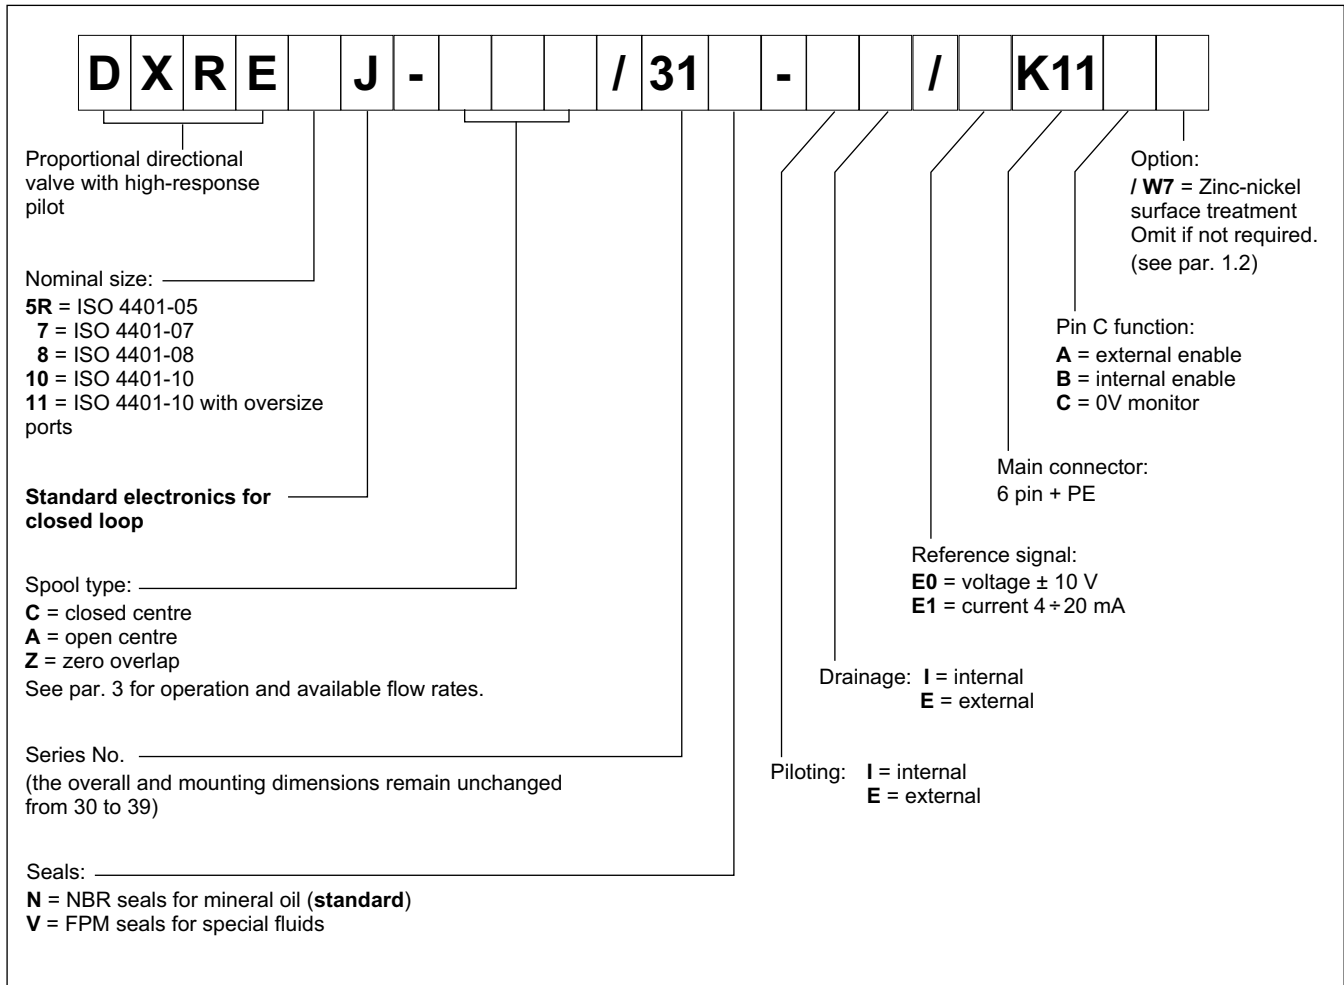 DXRE J - / 31 - / K11
Proportional directional
valve with high-response
pilot
Nominal size:
5R = ISO 4401-05
7 = ISO 4401-07
8 = ISO 4401-08
10 = ISO 4401-10
11 = ISO 4401-10 with oversize
ports
Standard electronics for
closed loop
Spool type:
C = closed centre
A = open centre
Z = zero overlap
See par. 3 for operation and available flow rates.
Series No.
(the overall and mounting dimensions remain unchanged
from 30 to 39)
Seals:
N = NBR seals for mineral oil (standard)
V = FPM seals for special fluids
Option:
/ W7 = Zinc-nickel
surface treatment
Omit if not required.
(see par. 1.2)
Pin C function:
A = external enable
B = internal enable
C = 0V monitor
Main connector:
6 pin + PE
Reference signal:
E0 = voltage ± 10 V
E1 = current 4 ÷ 20 mA
Drainage: I = internal
E = external
Piloting: I = internal
E = external